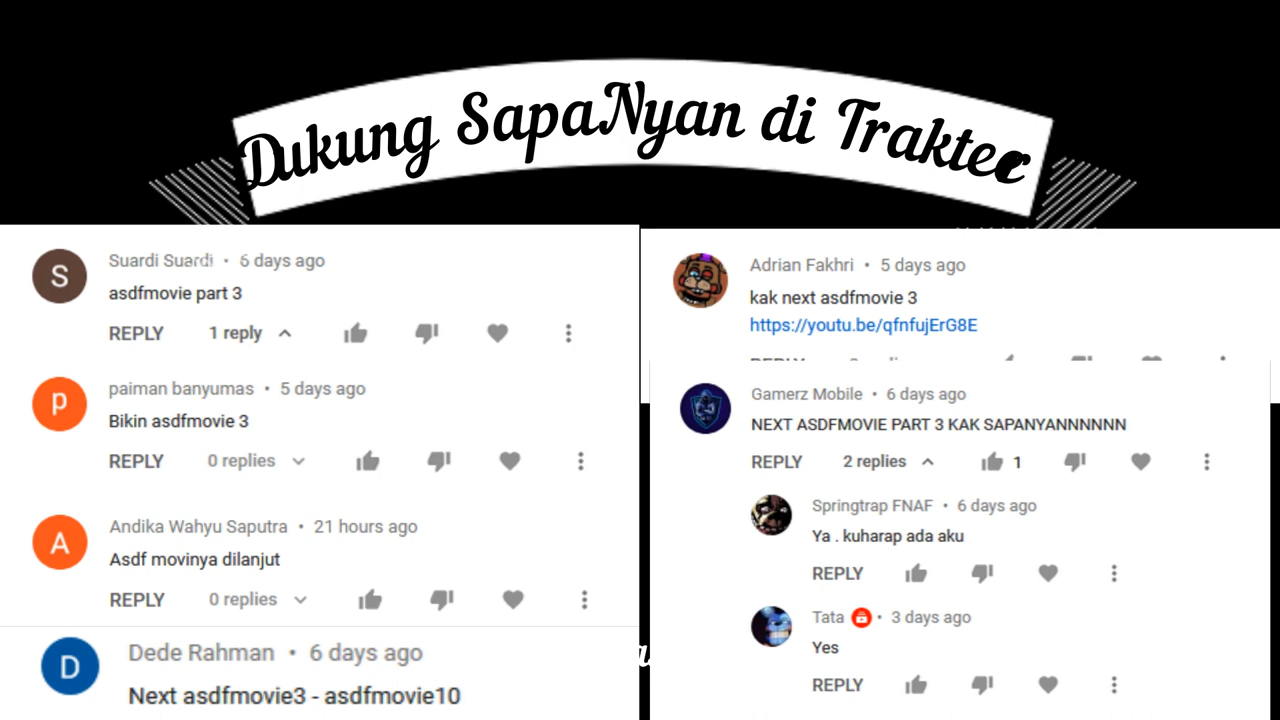 Dukung SapaNyan di Trakteer
S
Suardi Suardi • 6 days ago
asdfmovie part 3
REPLY 1 reply
p
paiman banyumas • 5 days ago
Bikin asdfmovie 3
REPLY 0 replies
A
Andika Wahyu Saputra • 21 hours ago
Asdf movinya dilanjut
REPLY 0 replies
D
Dede Rahman • 6 days ago
Next asdfmovie3 - asdfmovie10
Adrian Fakhri • 5 days ago
kak next asdfmovie 3
https://youtu.be/qfnfujErG8E
Gamerz Mobile • 6 days ago
NEXT ASDFMOVIE PART 3 KAK SAPANYANNNNNN
REPLY 2 replies 1
Springtrap FNAF • 6 days ago
Ya . kuharap ada aku
REPLY
Tata • 3 days ago
Yes
REPLY